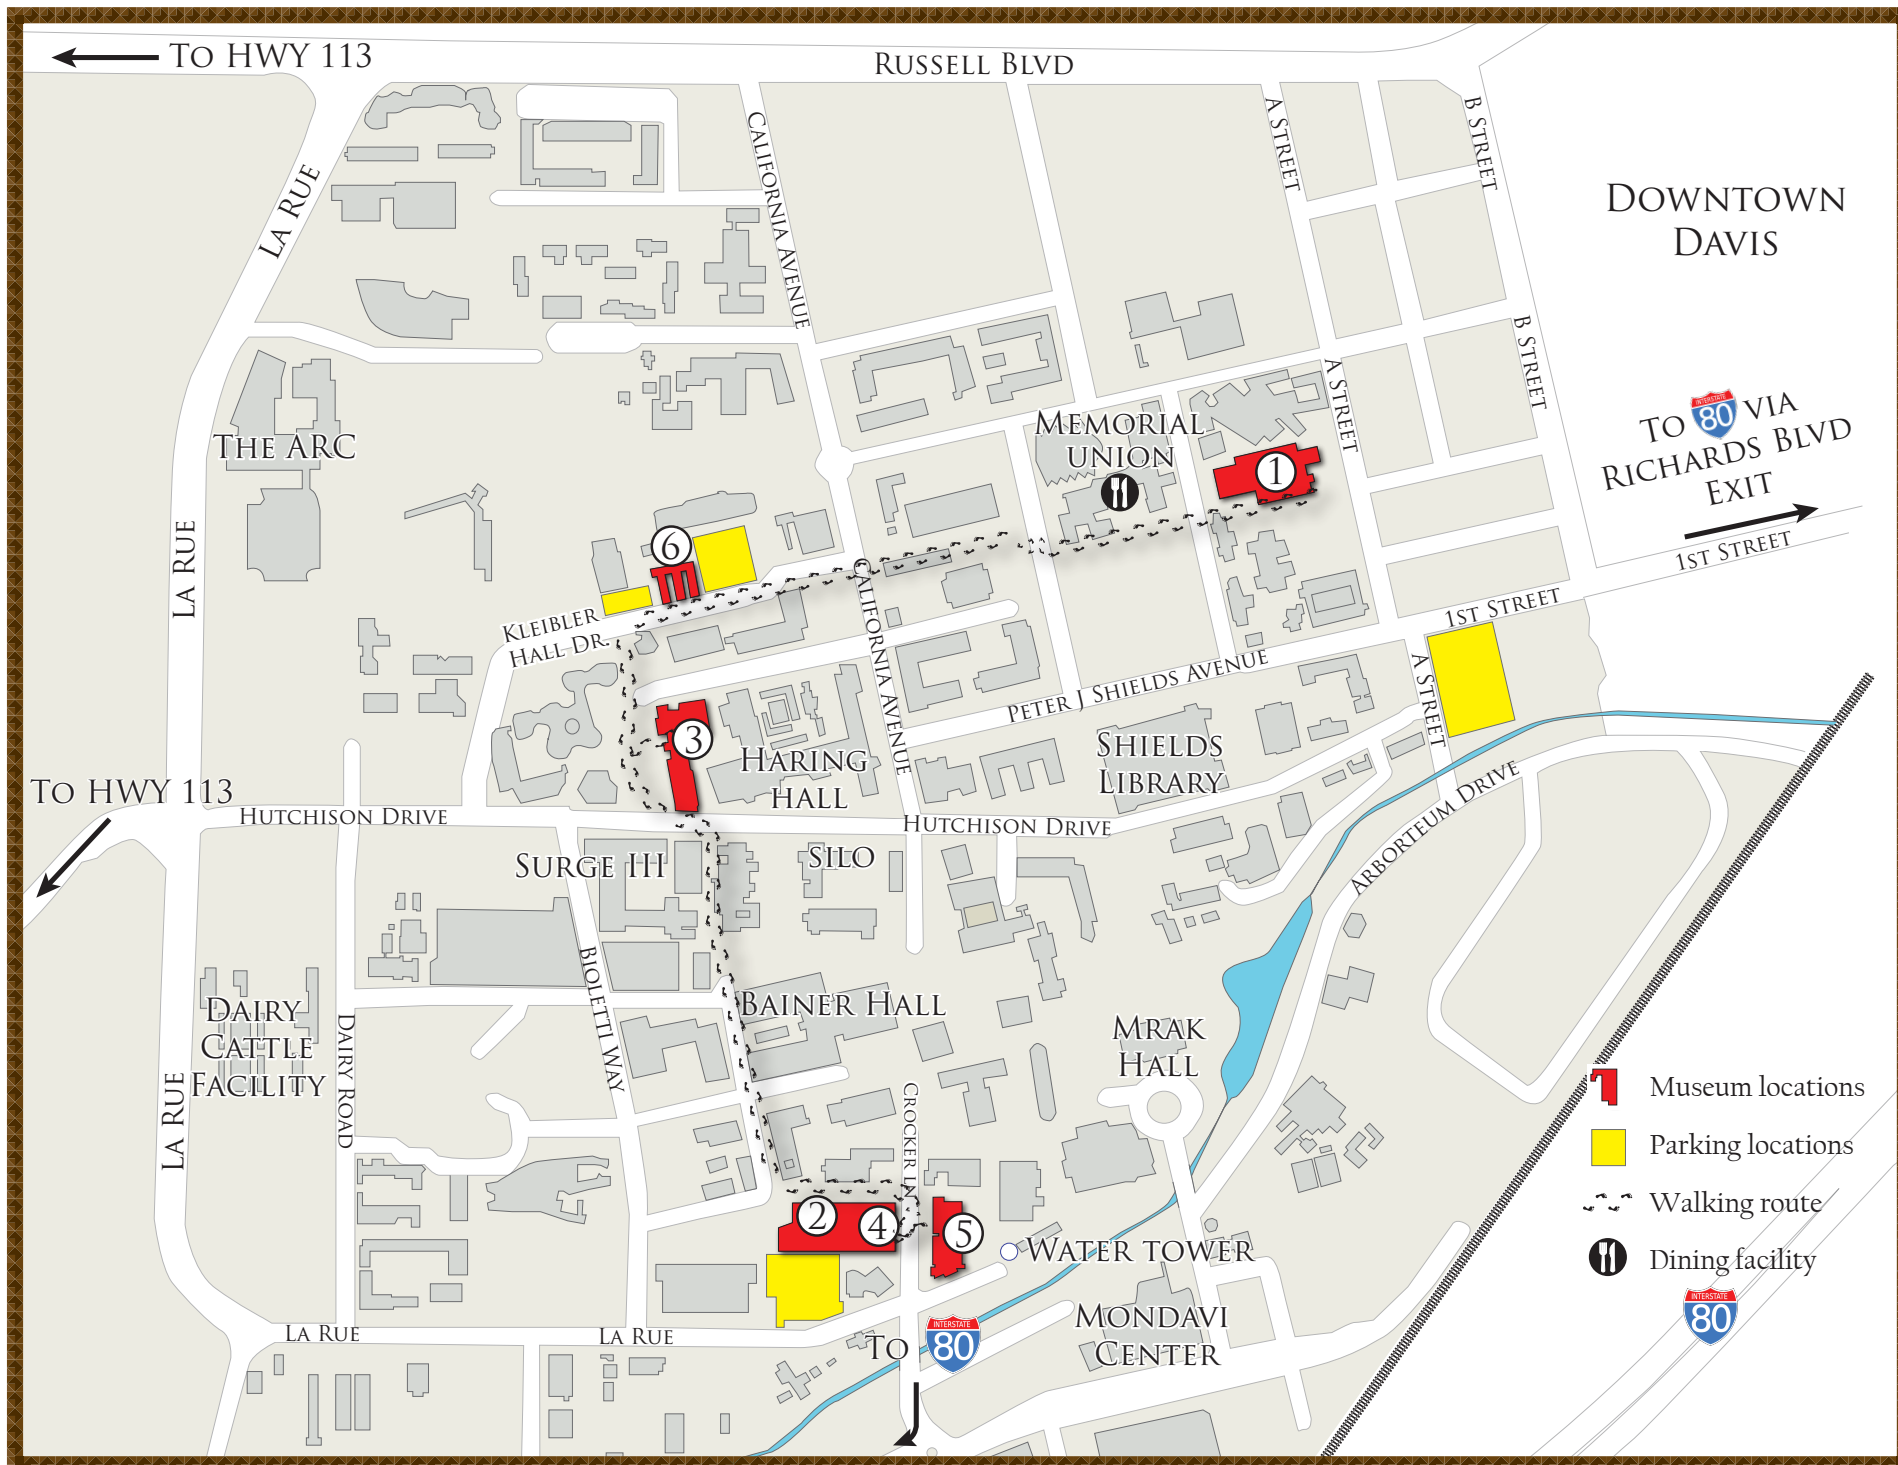 To HWY 113
Russell Blvd
La Rue
California Avenue
A Street
B Street
Downtown
Davis
B Street
A Street
To
INTERSTATE
80
via
Richards Blvd
Exit
1st Street
The ARC
Memorial
Union
1
La Rue
6
Kleibler
Hall Dr.
California Avenue
1st Street
Peter J Shields Avenue
A Street
3
Haring
Hall
Shields
Library
To HWY 113
Hutchison Drive
Hutchison Drive
Arborteum Drive
Surge III
Silo
Bioletti Way
Bainer Hall
Dairy
Cattle
Facility
Dairy Road
La Rue
Mrak
Hall
Crocker Ln
2
4
5
Water tower
Mondavi
Center
La Rue
La Rue
To
INTERSTATE
80
Museum locations
Parking locations
Walking route
Dining facility
INTERSTATE
80